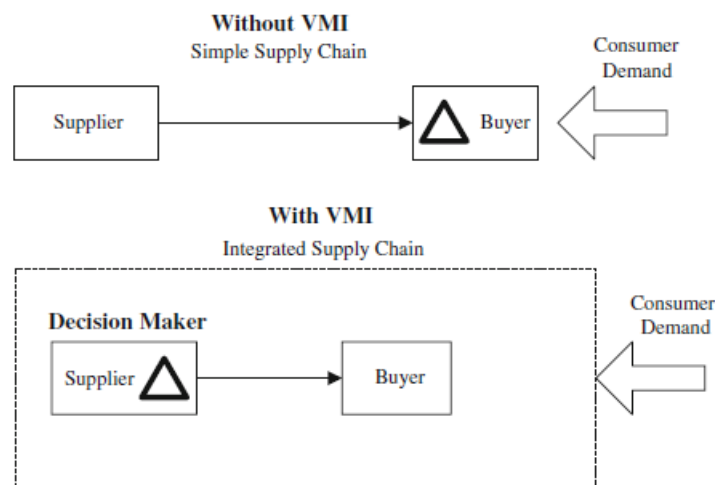 Without VMI
Simple Supply Chain
Consumer
Demand
Supplier
Buyer
With VMI
Integrated Supply Chain
Consumer
Demand
Decision Maker
Supplier
Buyer